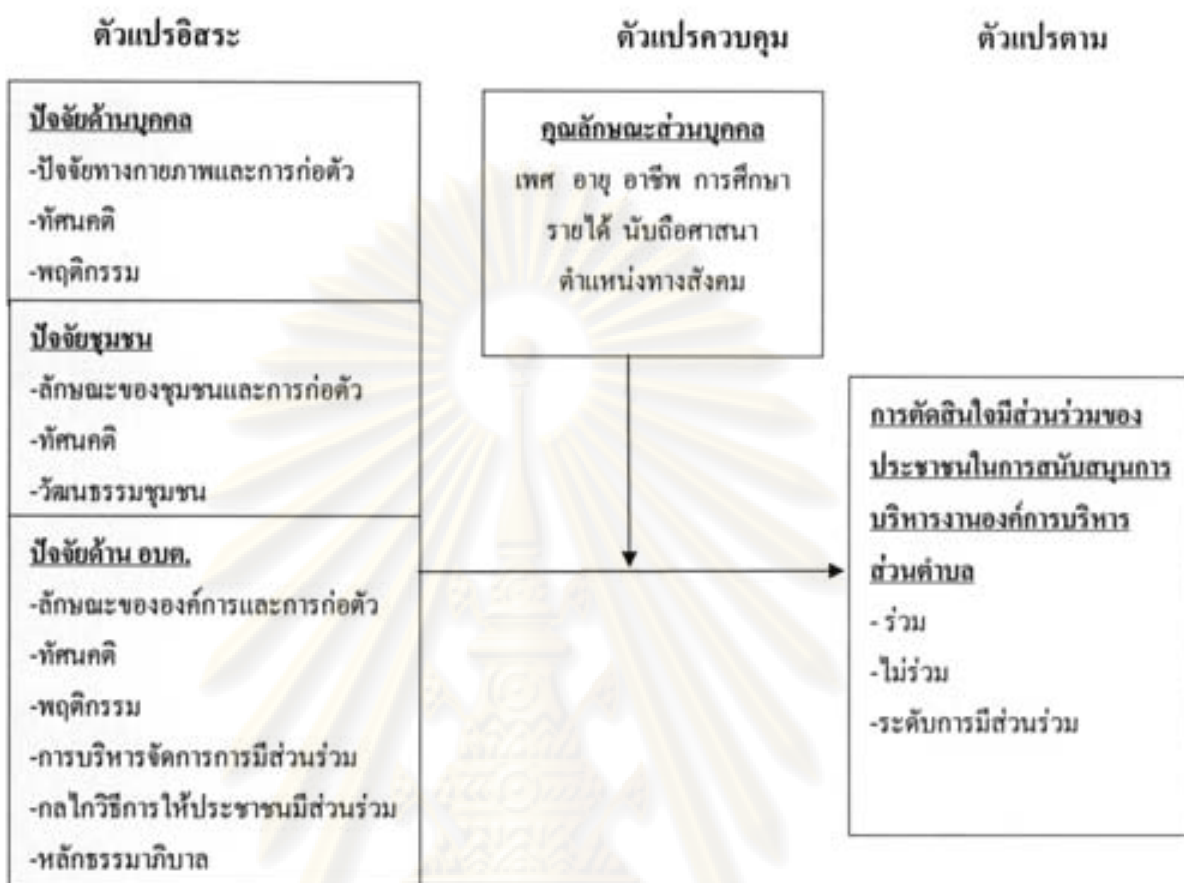 ตัวแปรอิสระ
ตัวแปรควบคุม
ตัวแปรตาม
ปัจจัยด้านบุคคล
-ปัจจัยทางกายภาพและการก่อตัว
-ทัศนคติ
-พฤติกรรม
ปัจจัยชุมชน
-ลักษณะของชุมชนและการก่อตัว
-ทัศนคติ
-วัฒนธรรมชุมชน
ปัจจัยด้าน อบต.
-ลักษณะขององค์การและการก่อตัว
-ทัศนคติ
-พฤติกรรม
-การบริหารจัดการการมีส่วนร่วม
-กลไกวิธีการให้ประชาชนมีส่วนร่วม
-หลักธรรมาภิบาล
คุณลักษณะส่วนบุคคล
เพศ อายุ อาชีพ การศึกษา
รายได้ นับถือศาสนา
ตำแหน่งทางสังคม
การตัดสินใจมีส่วนร่วมของ
ประชาชนในการสนับสนุนการ
บริหารงานองค์การบริหาร
ส่วนตำบล
- ร่วม
-ไม่ร่วม
-ระดับการมีส่วนร่วม